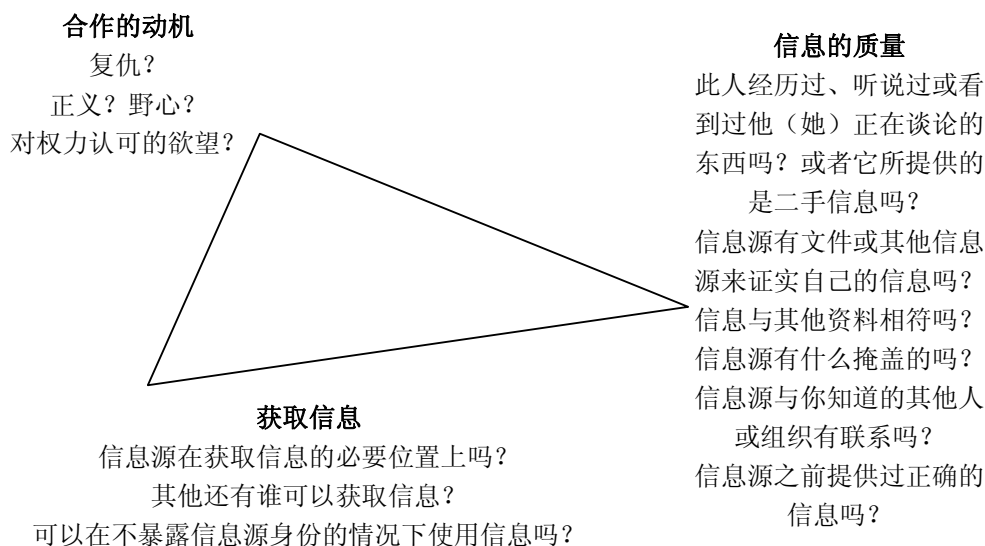 合作的动机
复仇？
正义？野心？
对权力认可的欲望？
信息的质量
此人经历过、听说过或看
到过他（她）正在谈论的
东西吗？或者它所提供的
是二手信息吗？
信息源有文件或其他信息
源来证实自己的信息吗？
信息与其他资料相符吗？
信息源有什么掩盖的吗？
信息源与你知道的其他人
或组织有联系吗？
信息源之前提供过正确的
信息吗？
获取信息
信息源在获取信息的必要位置上吗？
其他还有谁可以获取信息？
可以在不暴露信息源身份的情况下使用信息吗？